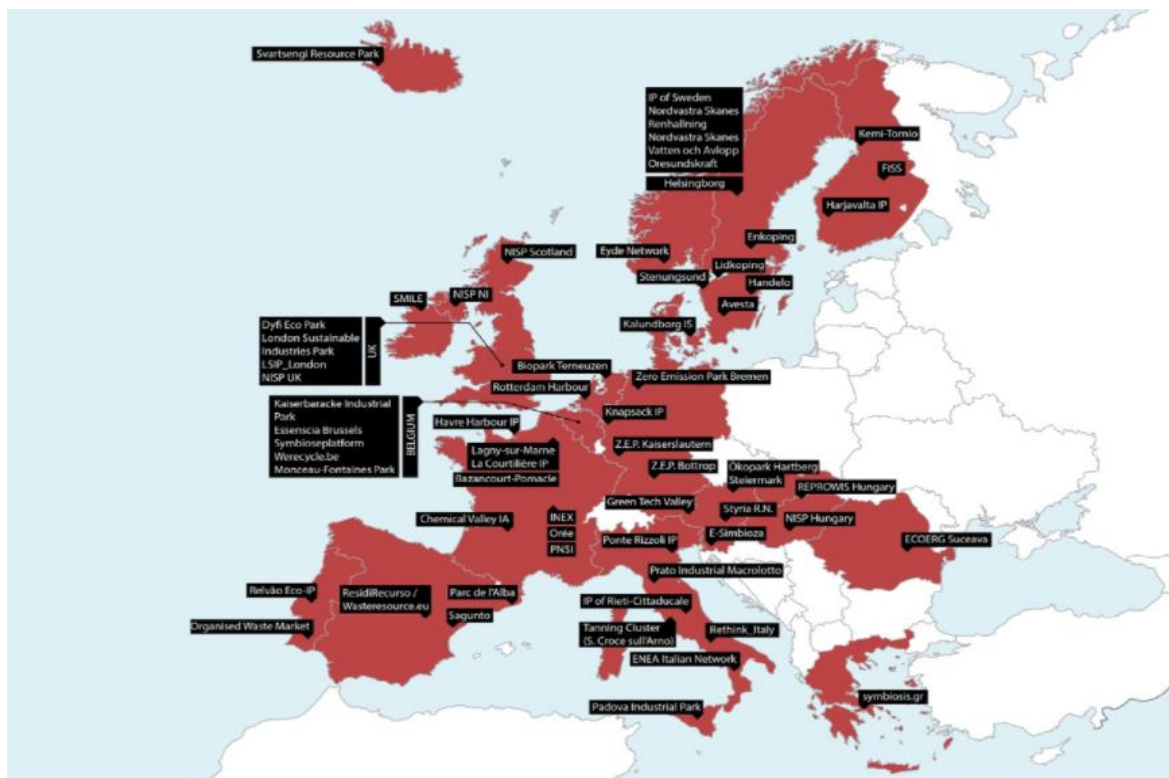 Svartsengi Resource Park
IP of Sweden
Nordvastra Skanes
Renhallning
Nordvastra Skanes
Vatten och Avlopp
Oresundskraft
Helsingborg
Kemi-Tornio
FISS
Harjavalta IP
Enkoping
Eyde Network
Lidkoping
Stenungsund
Handelo
Avesta
NISP Scotland
SMILE
NISP NI
Kalundborg IS
Dyfi Eco Park
London Sustainable
Industries Park
LSIP_London
NISP UK
UK
Biopark Terneuzen
Zero Emission Park Bremen
Rotterdam Harbour
Kaiserbaracke Industrial
Park
Essenscia Brussels
Symbioseplatform
Werecycle.be
Monceau-Fontaines Park
BELGIUM
Knapsack IP
Havre Harbour IP
Lagny-sur-Marne
La Courtilière IP
Bazancourt-Pomacle
Z.E.P. Kaiserslautern
Z.E.P. Bottrop
Okopark Hartberg
Steiermark
REPROWIS Hungary
Green Tech Valley
Styria R.N.
NISP Hungary
Chemical Valley IA
INEX
Orée
PNSI
E-Simbioza
Ponte Rizzoli IP
ECOERG Suceava
Prato Industrial Macrolotto
Relvão Eco-IP
ResidiRecurso /
Wasteresource.eu
Parc de l'Alba
Sagunto
Organised Waste Market
IP of Rieti-Cittaducale
Tanning Cluster
(S. Croce sull'Arno)
Rethink_Italy
ENEA Italian Network
symbiosis.gr
Padova Industrial Park